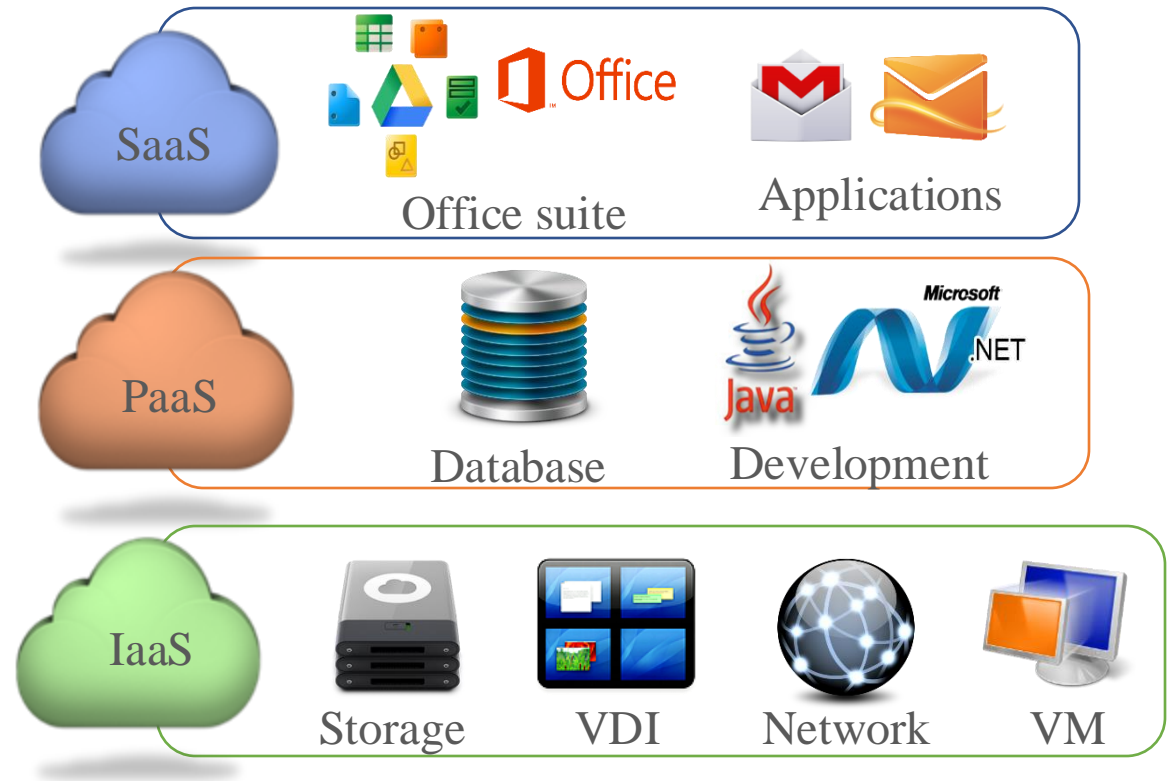 SaaS
Office
Office suite
Applications
PaaS
Database
Java
Microsoft
.NET
Development
IaaS
Storage
VDI
Network
VM